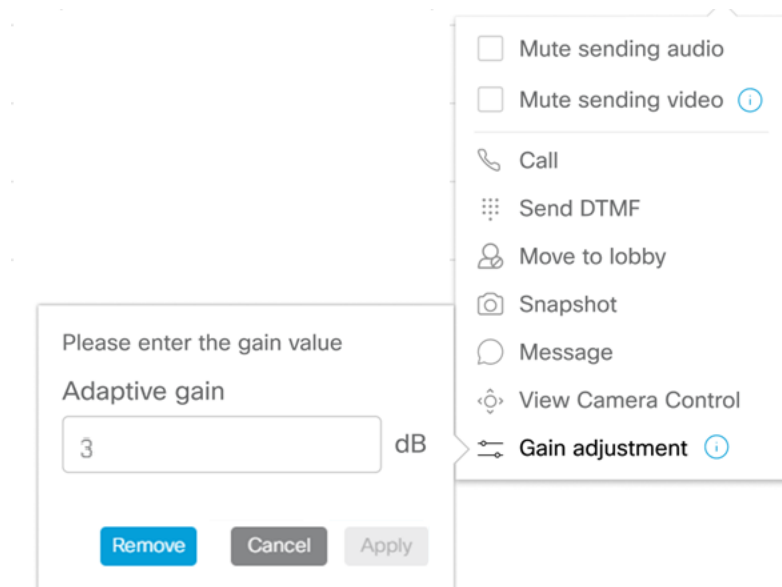 Mute sending audio
Mute sending video
Call
Send DTMF
Move to lobby
Snapshot
Message
View Camera Control
Gain adjustment
Please enter the gain value
Adaptive gain
3
dB
Remove
Cancel
Apply